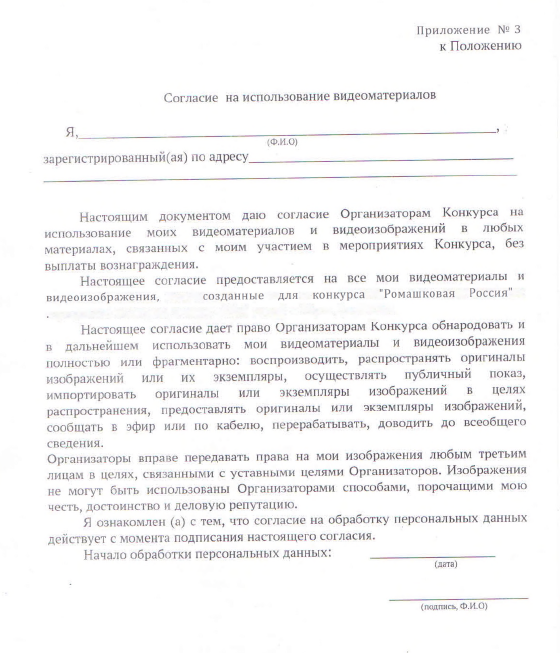 Приложение № 3
к Положению
Согласие на использование видеоматериалов
Я,__________,
(Ф.И.О)
зарегистрированный(ая) по адресу__________
__________
Настоящим документом даю согласие Организаторам Конкурса на
использование моих видеоматериалов и видеоизображений в любых
материалах, связанных с моим участием в мероприятиях Конкурса, без
выплаты вознаграждения.
Настоящее согласие предоставляется на все мои видеоматериалы и
видеоизображения, созданные для конкурса "Ромашковая Россия"
.
Настоящее согласие дает право Организаторам Конкурса обнародовать и
в дальнейшем использовать мои видеоматериалы и видеоизображения
полностью или фрагментарно: воспроизводить, распространять оригиналы
изображений или их экземпляры, осуществлять публичный показ,
импортировать оригиналы или экземпляры изображений в целях
распространения, предоставлять оригиналы или экземпляры изображений,
сообщать в эфир или по кабелю, перерабатывать, доводить до всеобщего
сведения.
Организаторы вправе передавать права на мои изображения любым третьим
лицам в целях, связанными с уставными целями Организаторов. Изображения
не могут быть использованы Организаторами способами, порочащими мою
честь, достоинство и деловую репутацию.
Я ознакомлен (а) с тем, что согласие на обработку персональных данных
действует с момента подписания настоящего согласия.
Начало обработки персональных данных: __________
(дата)
__________
(подпись, Ф.И.О)